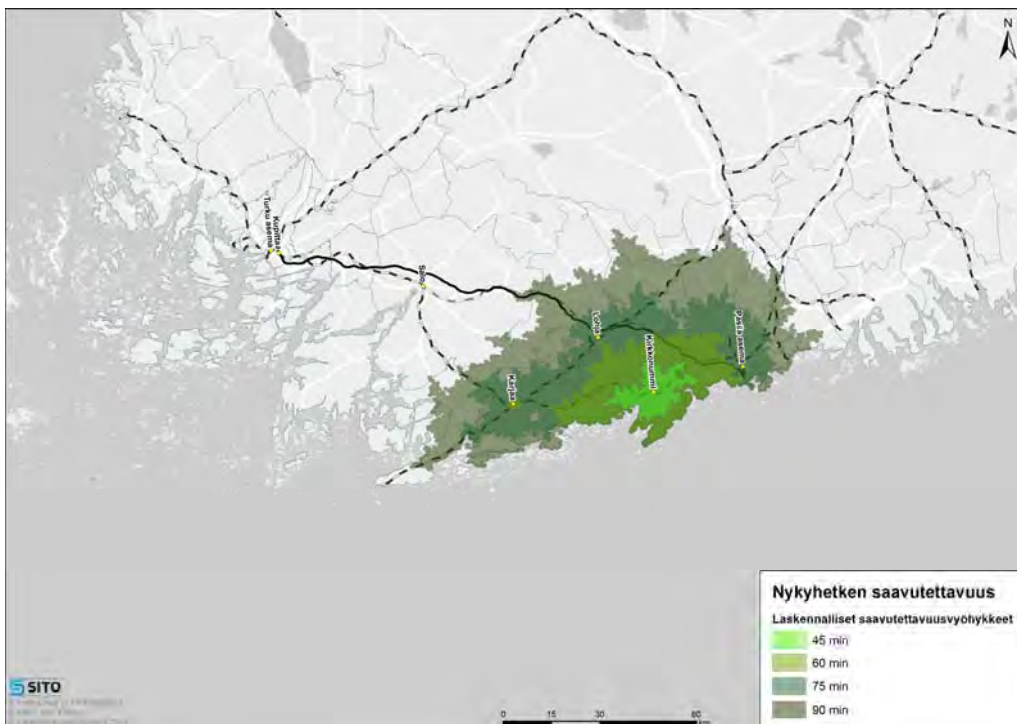 N
Turku asema
Kupittaa
Salo
Lohja
Kirkkonummi
Pasila asema
Karjaa
Nykyhetken saavutettavuus
Laskennalliset saavutettavuusvyöhykkeet
45 min
60 min
75 min
90 min
SITO
0 15 30 60